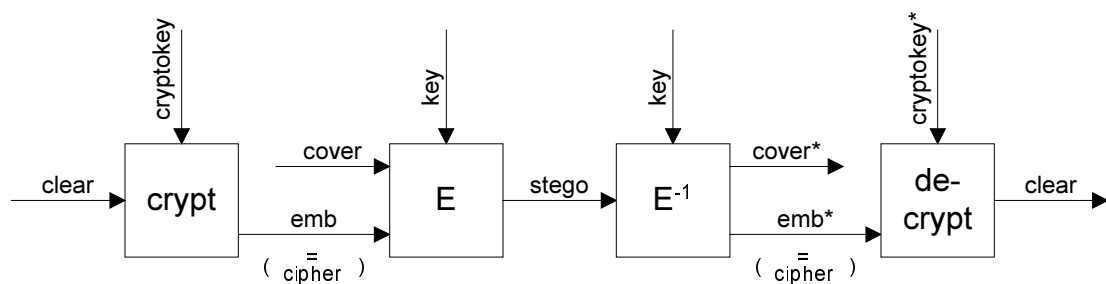 cryptokey
key
key
cryptokey*
clear
crypt
cover
emb
( = cipher )
E
stego
E-1
cover*
emb*
( = cipher )
de-
crypt
clear